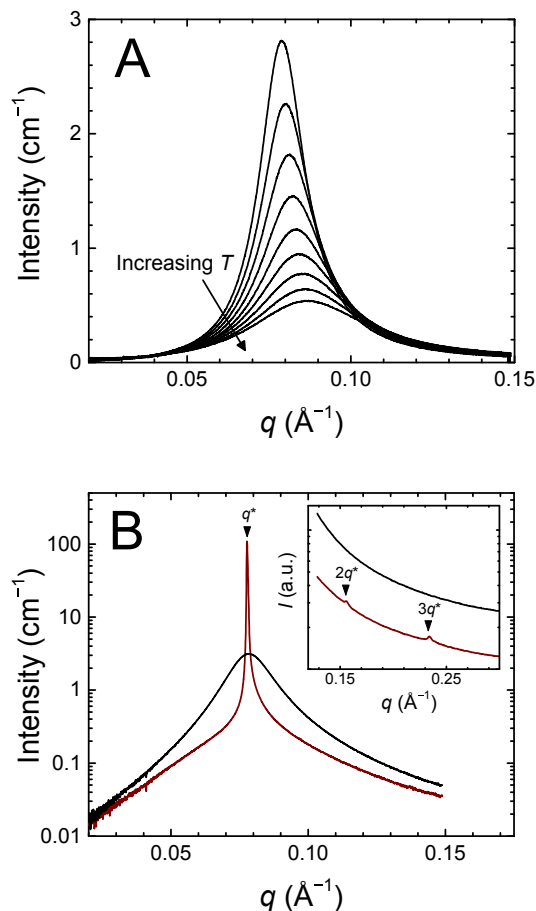 A
3
2
1
0
Intensity (cm⁻¹)
Increasing T
0.05 0.10 0.15
q (Å⁻¹)
B
q*
100
10
1
0.1
0.01
Intensity (cm⁻¹)
0.05 0.10 0.15
q (Å⁻¹)
2q*
3q*
I (a.u.)
0.15 0.25
q (Å⁻¹)